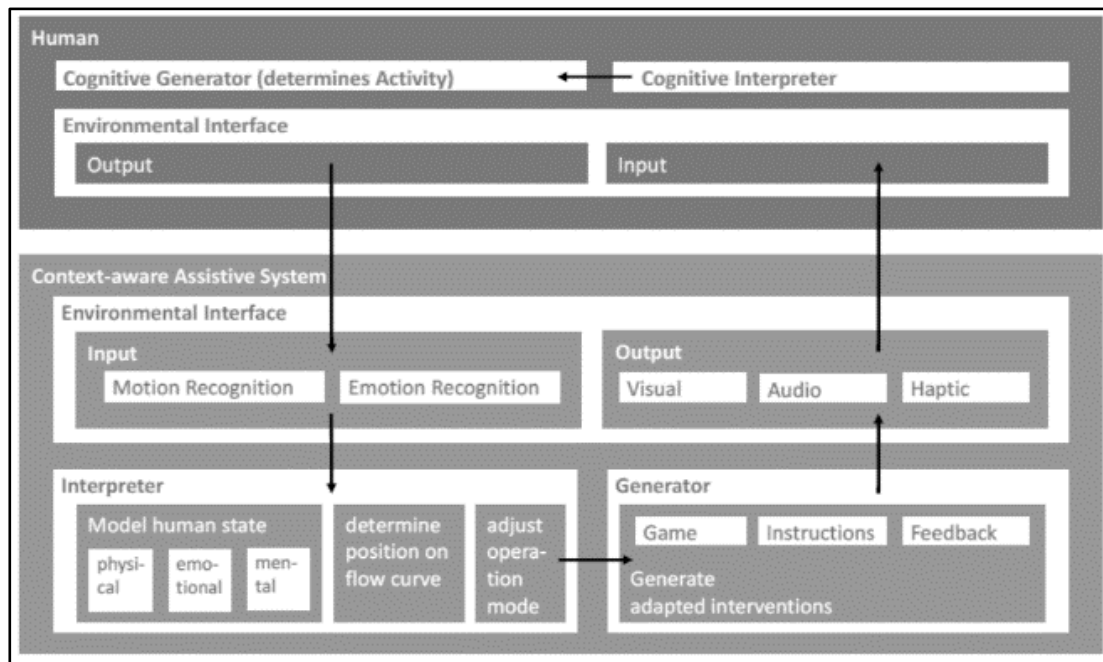 Human
Cognitive Generator (determines Activity)
Cognitive Interpreter
Environmental Interface
Output
Input
Context-aware Assistive System
Environmental Interface
Input
Motion Recognition
Emotion Recognition
Output
Visual
Audio
Haptic
Interpreter
Model human state
physi-
cal
emo-
tional
men-
tal
determine
position on
flow curve
adjust
opera-
tion
mode
Generator
Game
Instructions
Feedback
Generate
adapted interventions